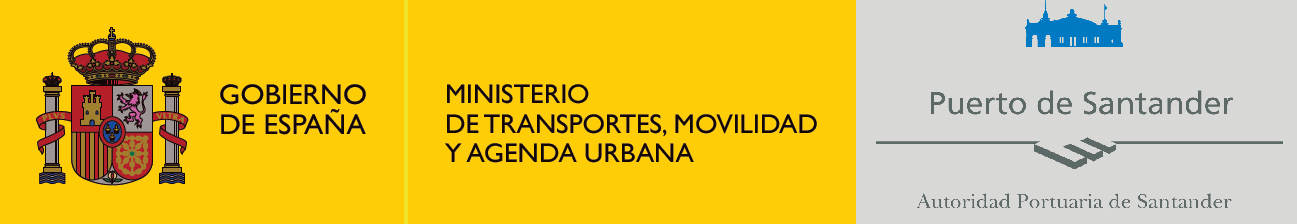 PLVS VLTRA
GOBIERNO
DE ESPAÑA
MINISTERIO
DE TRANSPORTES, MOVILIDAD
Y AGENDA URBANA
Puerto de Santander
Autoridad Portuaria de Santander